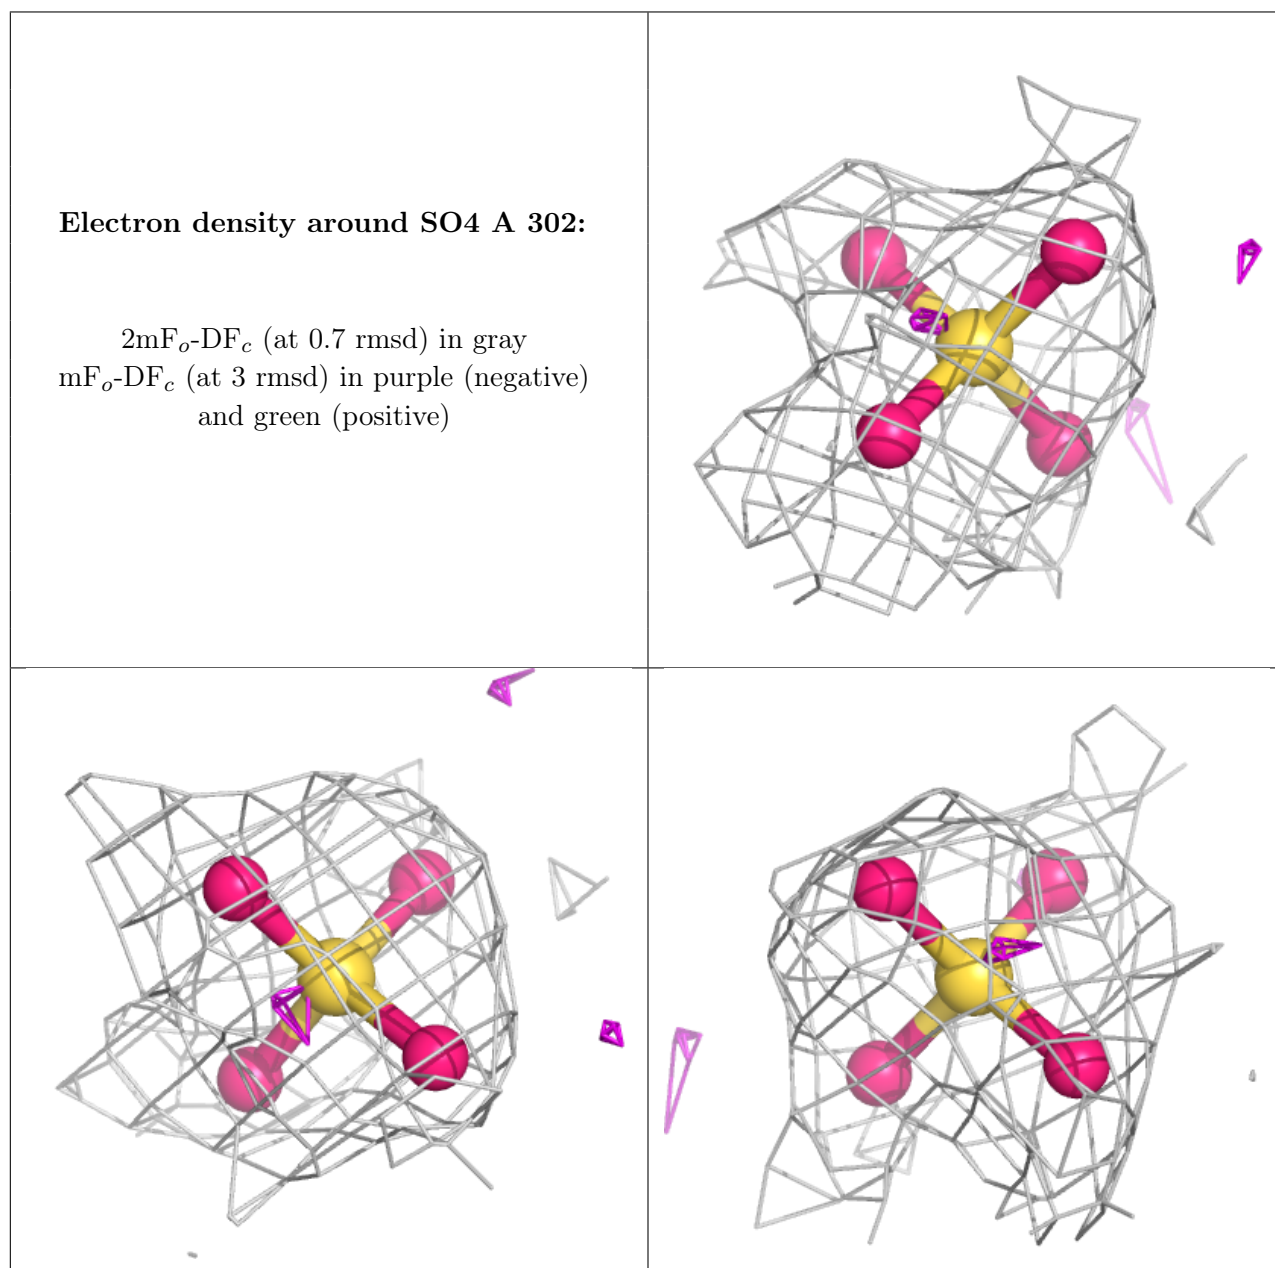 Electron density around SO4 A 302:
2mFo-DFc (at 0.7 rmsd) in gray
mFo-DFc (at 3 rmsd) in purple (negative)
and green (positive)